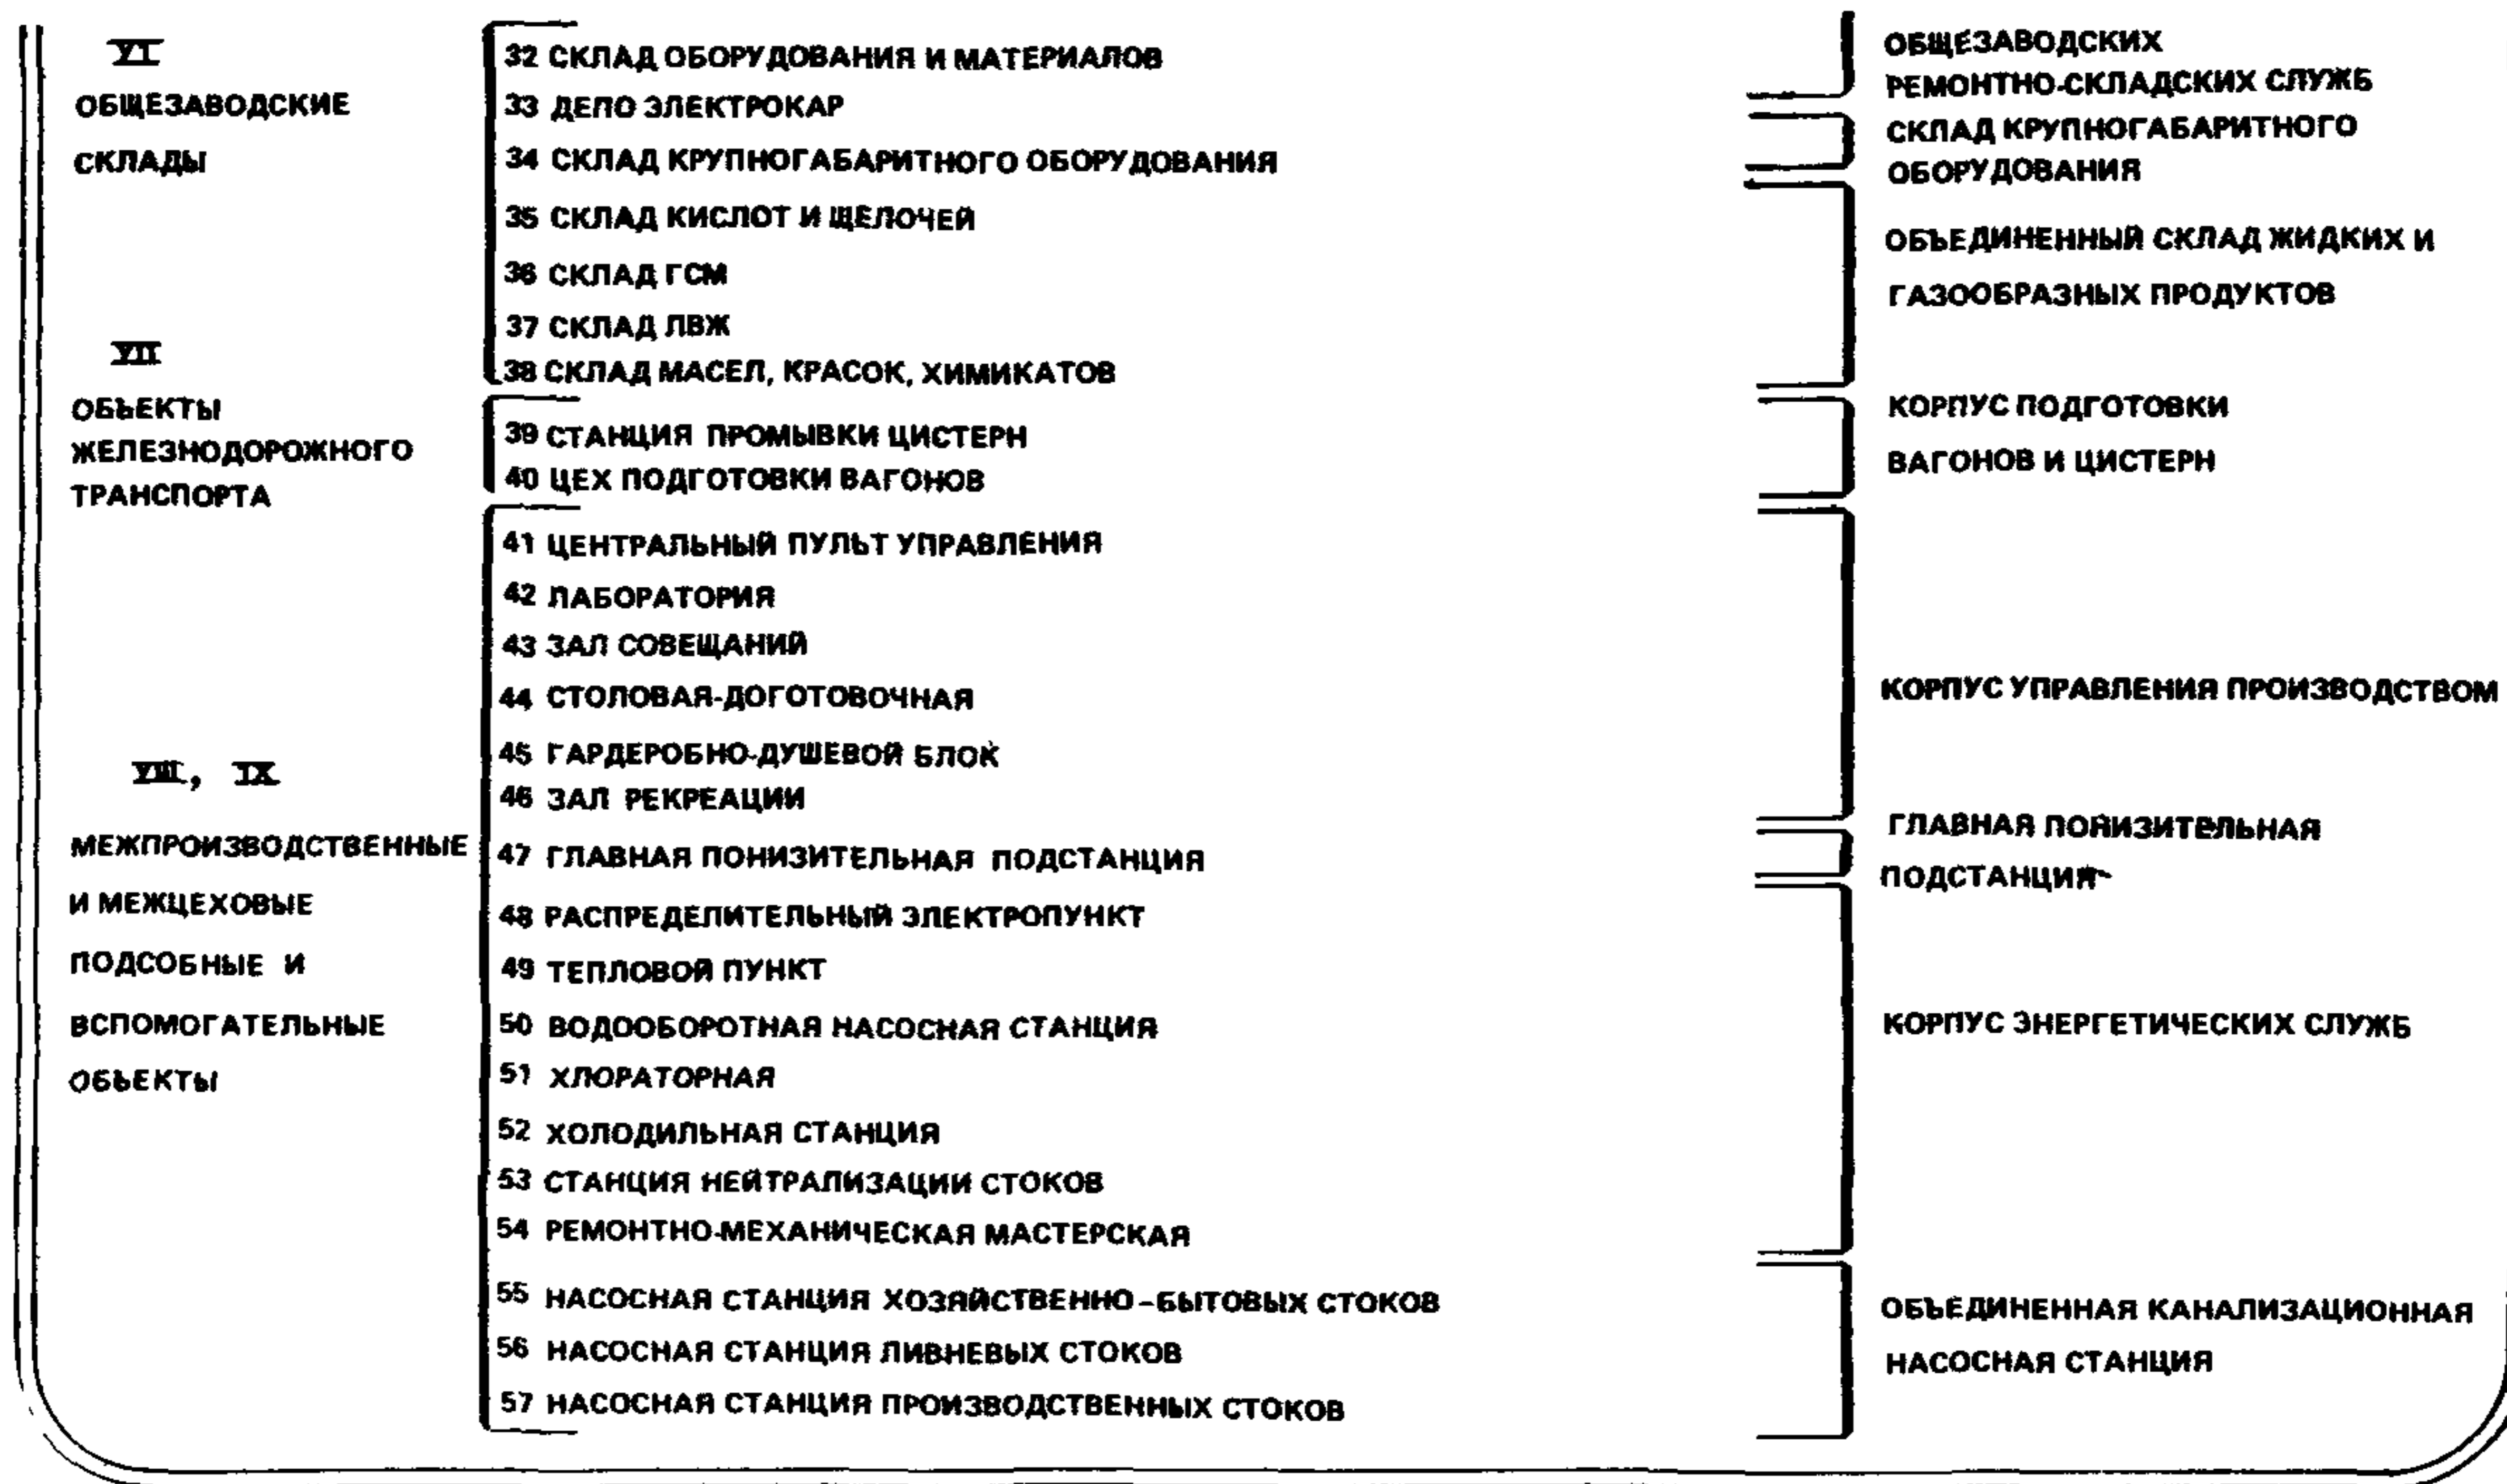 VI
ОБЩЕЗАВОДСКИЕ
СКЛАДЫ
VII
ОБЪЕКТЫ
ЖЕЛЕЗНОДОРОЖНОГО
ТРАНСПОРТА
VIII, IX
МЕЖПРОИЗВОДСТВЕННЫЕ
И МЕЖЦЕХОВЫЕ
ПОДСОБНЫЕ И
ВСПОМОГАТЕЛЬНЫЕ
ОБЪЕКТЫ
32 СКЛАД ОБОРУДОВАНИЯ И МАТЕРИАЛОВ
33 ДЕПО ЭЛЕКТРОКАР
34 СКЛАД КРУПНОГАБАРИТНОГО ОБОРУДОВАНИЯ
35 СКЛАД КИСЛОТ И ЩЕЛОЧЕЙ
36 СКЛАД ГСМ
37 СКЛАД ЛВЖ
38 СКЛАД МАСЕЛ, КРАСОК, ХИМИКАТОВ
39 СТАНЦИЯ ПРОМЫВКИ ЦИСТЕРН
40 ЦЕХ ПОДГОТОВКИ ВАГОНОВ
41 ЦЕНТРАЛЬНЫЙ ПУЛЬТ УПРАВЛЕНИЯ
42 ЛАБОРАТОРИЯ
43 ЗАЛ СОВЕЩАНИЙ
44 СТОЛОВАЯ-ДОГОТОВОЧНАЯ
45 ГАРДЕРОБНО-ДУШЕВОЙ БЛОК
46 ЗАЛ РЕКРЕАЦИИ
47 ГЛАВНАЯ ПОНИЗИТЕЛЬНАЯ ПОДСТАНЦИЯ
48 РАСПРЕДЕЛИТЕЛЬНЫЙ ЭЛЕКТРОПУНКТ
49 ТЕПЛОВОЙ ПУНКТ
50 ВОДООБОРОТНАЯ НАСОСНАЯ СТАНЦИЯ
51 ХЛОРАТОРНАЯ
52 ХОЛОДИЛЬНАЯ СТАНЦИЯ
53 СТАНЦИЯ НЕЙТРАЛИЗАЦИИ СТОКОВ
54 РЕМОНТНО-МЕХАНИЧЕСКАЯ МАСТЕРСКАЯ
55 НАСОСНАЯ СТАНЦИЯ ХОЗЯЙСТВЕННО-БЫТОВЫХ СТОКОВ
56 НАСОСНАЯ СТАНЦИЯ ЛИВНЕВЫХ СТОКОВ
57 НАСОСНАЯ СТАНЦИЯ ПРОИЗВОДСТВЕННЫХ СТОКОВ
ОБЩЕЗАВОДСКИХ
РЕМОНТНО-СКЛАДСКИХ СЛУЖБ
СКЛАД КРУПНОГАБАРИТНОГО
ОБОРУДОВАНИЯ
ОБЪЕДИНЕННЫЙ СКЛАД ЖИДКИХ И
ГАЗООБРАЗНЫХ ПРОДУКТОВ
КОРПУС ПОДГОТОВКИ
ВАГОНОВ И ЦИСТЕРН
КОРПУС УПРАВЛЕНИЯ ПРОИЗВОДСТВОМ
ГЛАВНАЯ ПОНИЗИТЕЛЬНАЯ
ПОДСТАНЦИЯ
КОРПУС ЭНЕРГЕТИЧЕСКИХ СЛУЖБ
ОБЪЕДИНЕННАЯ КАНАЛИЗАЦИОННАЯ
НАСОСНАЯ СТАНЦИЯ